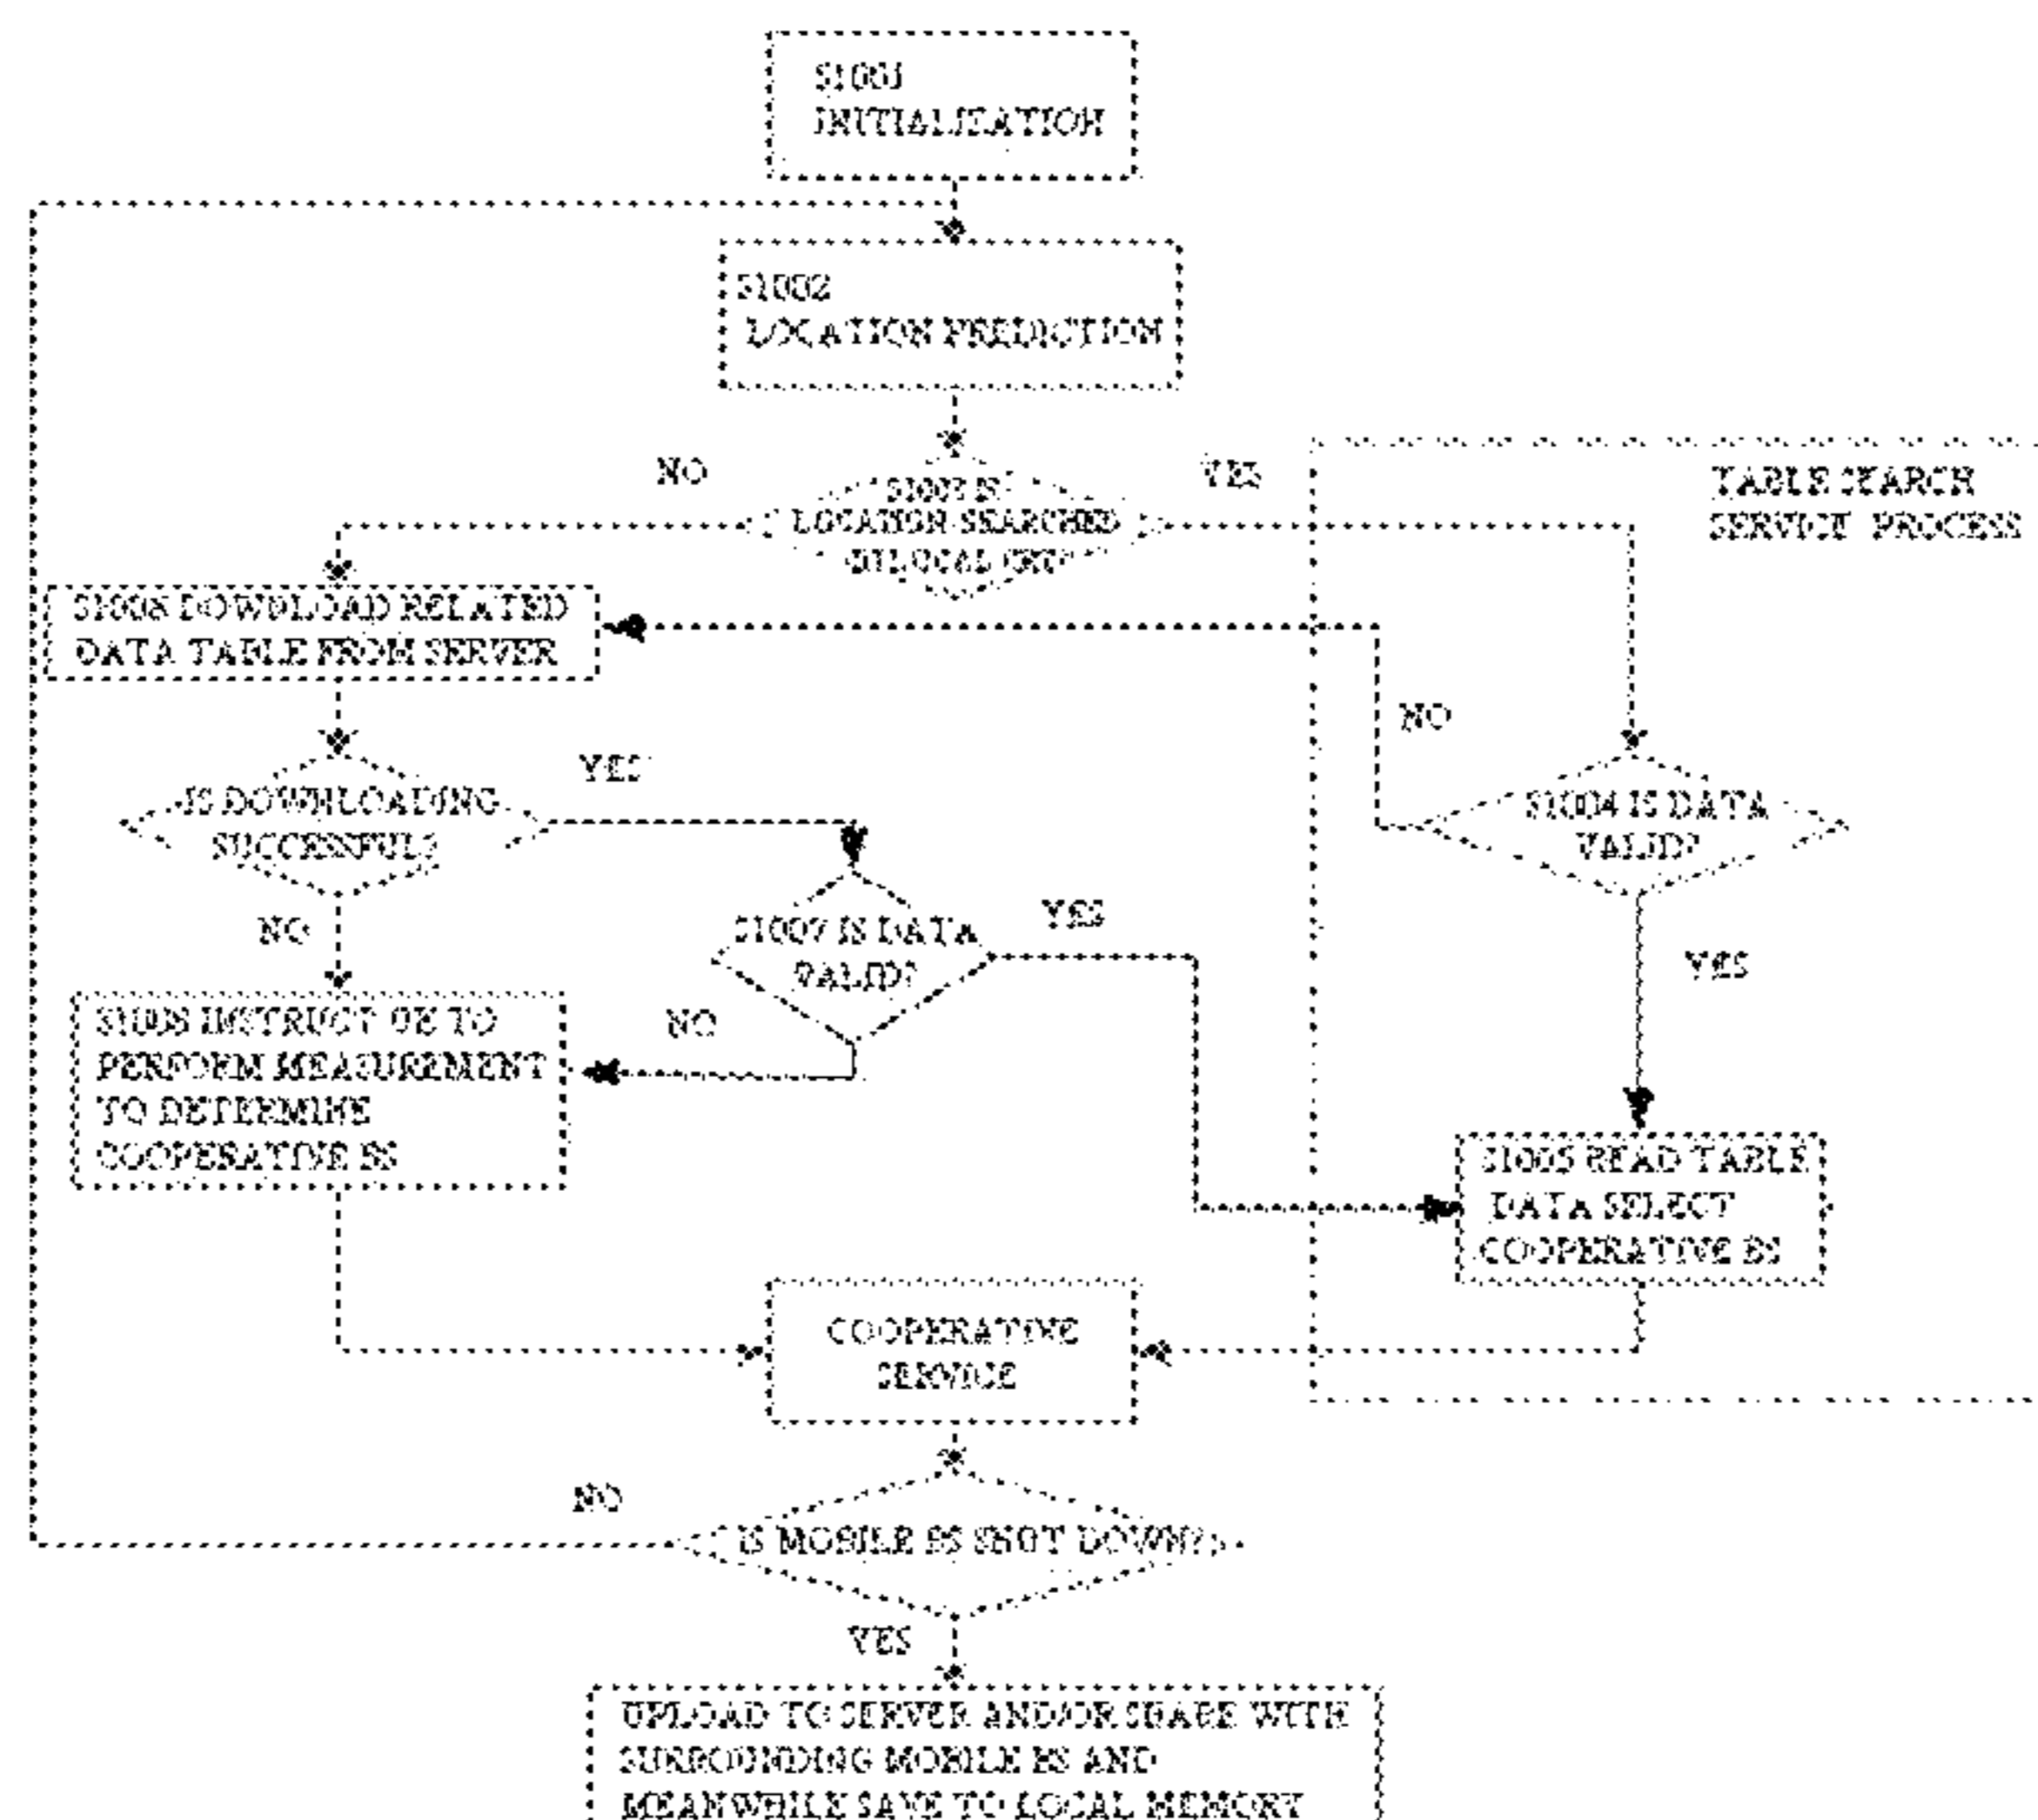 S1001
INITIALIZATION
S1002
LOCATION PREDICTION
NO
YES
S1003 IS
LOCATION SEARCHED
LOCAL
TABLE SEARCH
SERVICE PROCESS
DOWNLOAD RELATED
DATA TABLE FROM SERVER
NO
YES
IS DOWNLOADING
SUCCESSFUL?
S1004 IS DATA
VALID?
NO
S1007 IS DATA
VALID?
YES
YES
NO
INSTRUCT UE TO
PERFORM MEASUREMENT
TO DETERMINE
COOPERATIVE BS
S1005 READ TABLE
DATA SELECT
COOPERATIVE BS
COOPERATIVE
SERVICE
NO
IS MOBILE BS SHUT DOWN?
YES
UPLOAD TO SERVER AND/OR SHARE WITH
SURROUNDING MOBILE BS AND
MEANWHILE SAVE TO LOCAL MEMORY